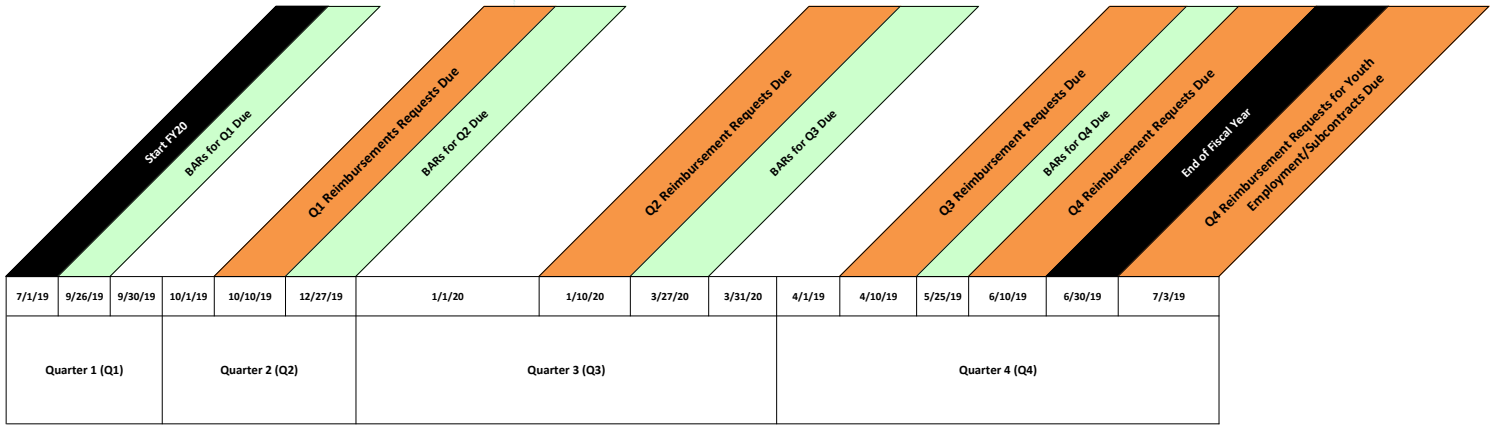 Start FY20
BARs for Q1 Due
Q1 Reimbursements Requests Due
BARs for Q2 Due
Q2 Reimbursement Requests Due
BARs for Q3 Due
Q3 Reimbursement Requests Due
BARs for Q4 Due
Q4 Reimbursement Requests Due
End of Fiscal Year
Q4 Reimbursement Requests for Youth
Employment/Subcontracts Due
7/1/19 9/26/19 9/30/19 10/1/19 10/10/19 12/27/19 1/1/20 1/10/20 3/27/20 3/31/20 4/1/19 4/10/19 5/25/19 6/10/19 6/30/19 7/3/19
Quarter 1 (Q1) Quarter 2 (Q2) Quarter 3 (Q3) Quarter 4 (Q4)